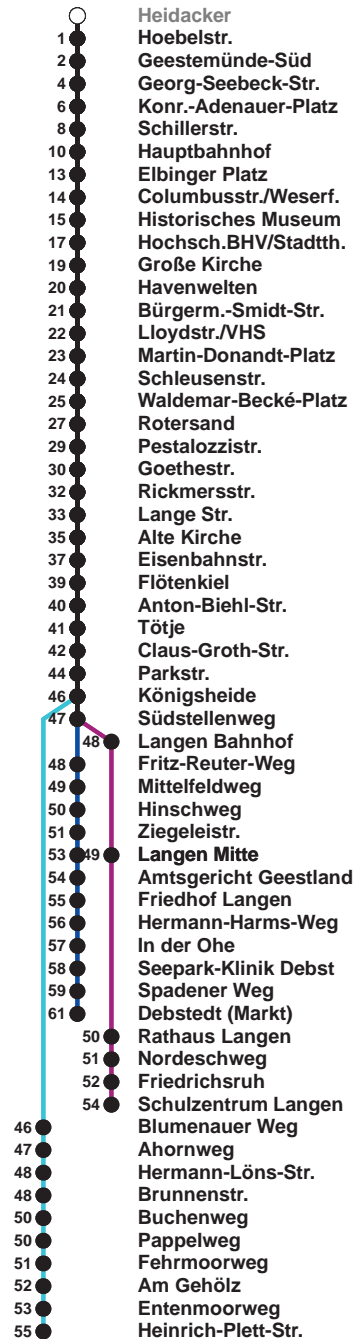 Heidacker
1 Hoebelstr.
2 Geestemünde-Süd
4 Georg-Seebeck-Str.
6 Konr.-Adenauer-Platz
8 Schillerstr.
10 Hauptbahnhof
13 Elbinger Platz
14 Columbusstr./Weserf.
15 Historisches Museum
17 Hochsch.BHV/Stadtth.
19 Große Kirche
20 Havenwelten
21 Bürgerm.-Smidt-Str.
22 Lloydstr./VHS
23 Martin-Donandt-Platz
24 Schleusenstr.
25 Waldemar-Becké-Platz
27 Rotersand
29 Pestalozzistr.
30 Goethestr.
32 Rickmersstr.
33 Lange Str.
35 Alte Kirche
37 Eisenbahnstr.
39 Flötenkiel
40 Anton-Biehl-Str.
41 Tötje
42 Claus-Groth-Str.
44 Parkstr.
46 Königsheide
47 Südstellenweg
48 Langen Bahnhof
48 Fritz-Reuter-Weg
49 Mittelfeldweg
50 Hinschweg
51 Ziegeleistr.
53 49 Langen Mitte
54 Amtsgericht Geestland
55 Friedhof Langen
56 Hermann-Harms-Weg
57 In der Ohe
58 Seepark-Klinik Debst
59 Spadener Weg
61 Debstedt (Markt)
50 Rathaus Langen
51 Nordeschweg
52 Friedrichsruh
54 Schulzentrum Langen
46 Blumenauer Weg
47 Ahornweg
48 Hermann-Löns-Str.
48 Brunnenstr.
50 Buchenweg
50 Pappelweg
51 Fehrmoorweg
52 Am Gehölz
53 Entenmoorweg
55 Heinrich-Plett-Str.